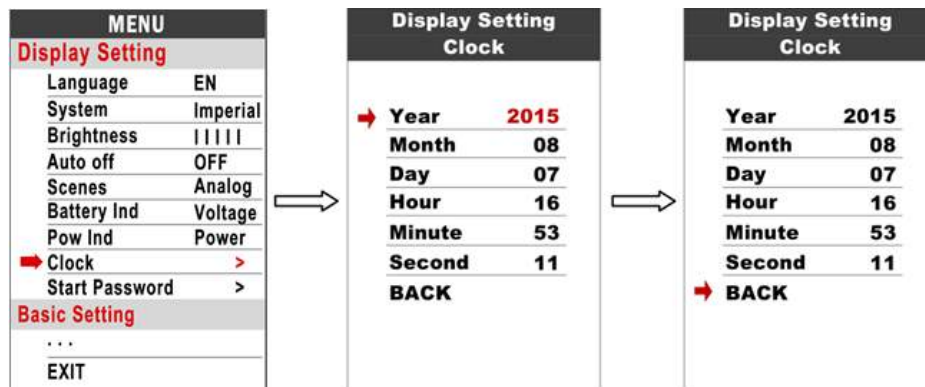 MENU
Display Setting
Language EN
System Imperial
Brightness | | | | |
Auto off OFF
Scenes Analog
Battery Ind Voltage
Pow Ind Power
Clock >
Start Password >
Basic Setting
. . .
EXIT
Display Setting
Clock
Year 2015
Month 08
Day 07
Hour 16
Minute 53
Second 11
BACK
Display Setting
Clock
Year 2015
Month 08
Day 07
Hour 16
Minute 53
Second 11
BACK